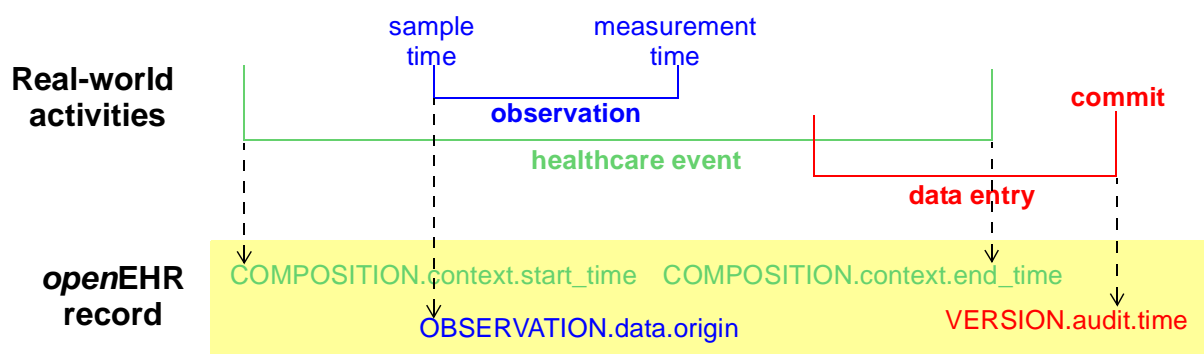 sample
time
measurement
time
Real-world
activities
commit
observation
healthcare event
data entry
openEHR
record
COMPOSITION.context.start_time
COMPOSITION.context.end_time
OBSERVATION.data.origin
VERSION.audit.time